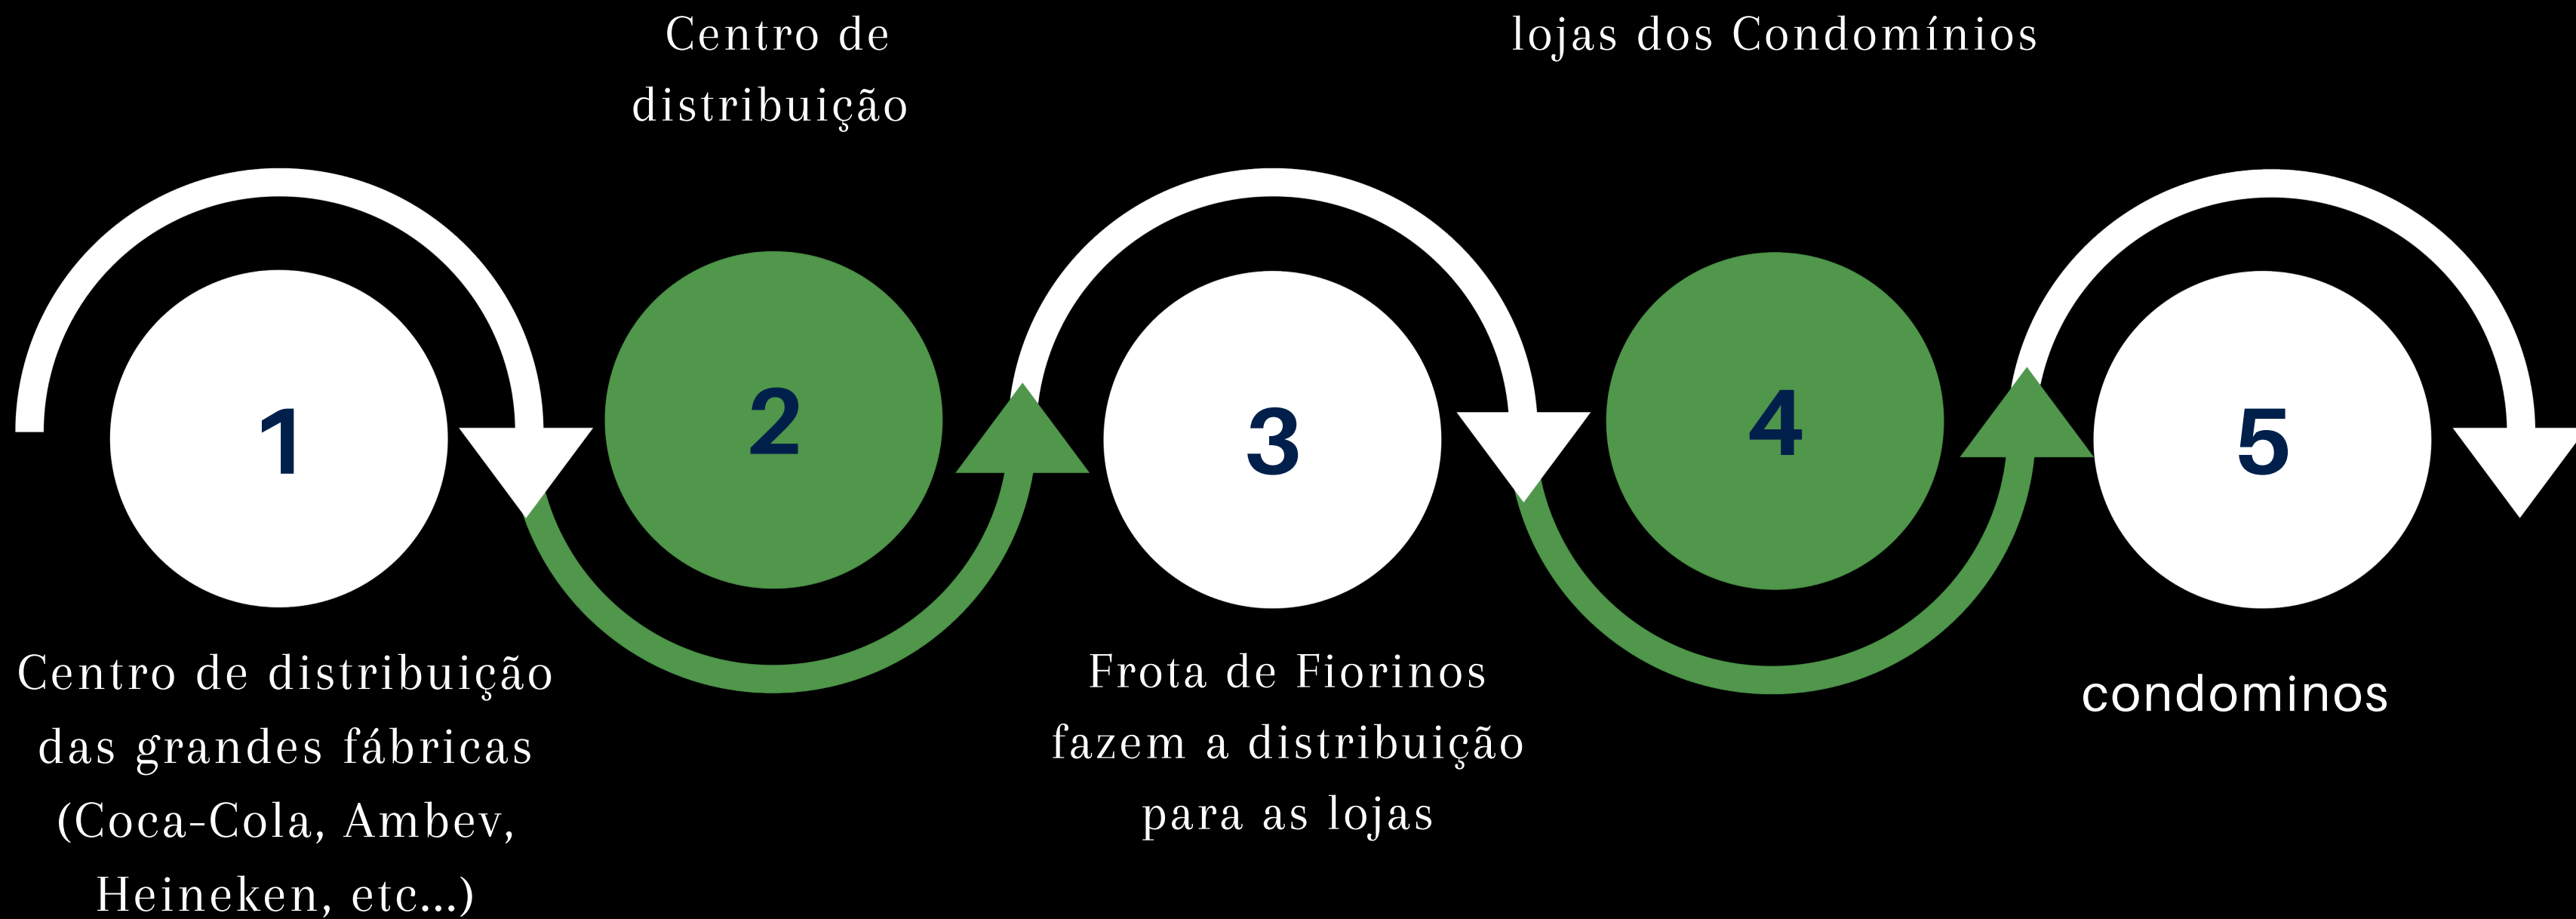 Centro de
distribuição
lojas dos Condomínios
1
2
3
4
5
Centro de distribuição
das grandes fábricas
(Coca-Cola, Ambev,
Heineken, etc...)
Frota de Fiorinos
fazem a distribuição
para as lojas
condominos